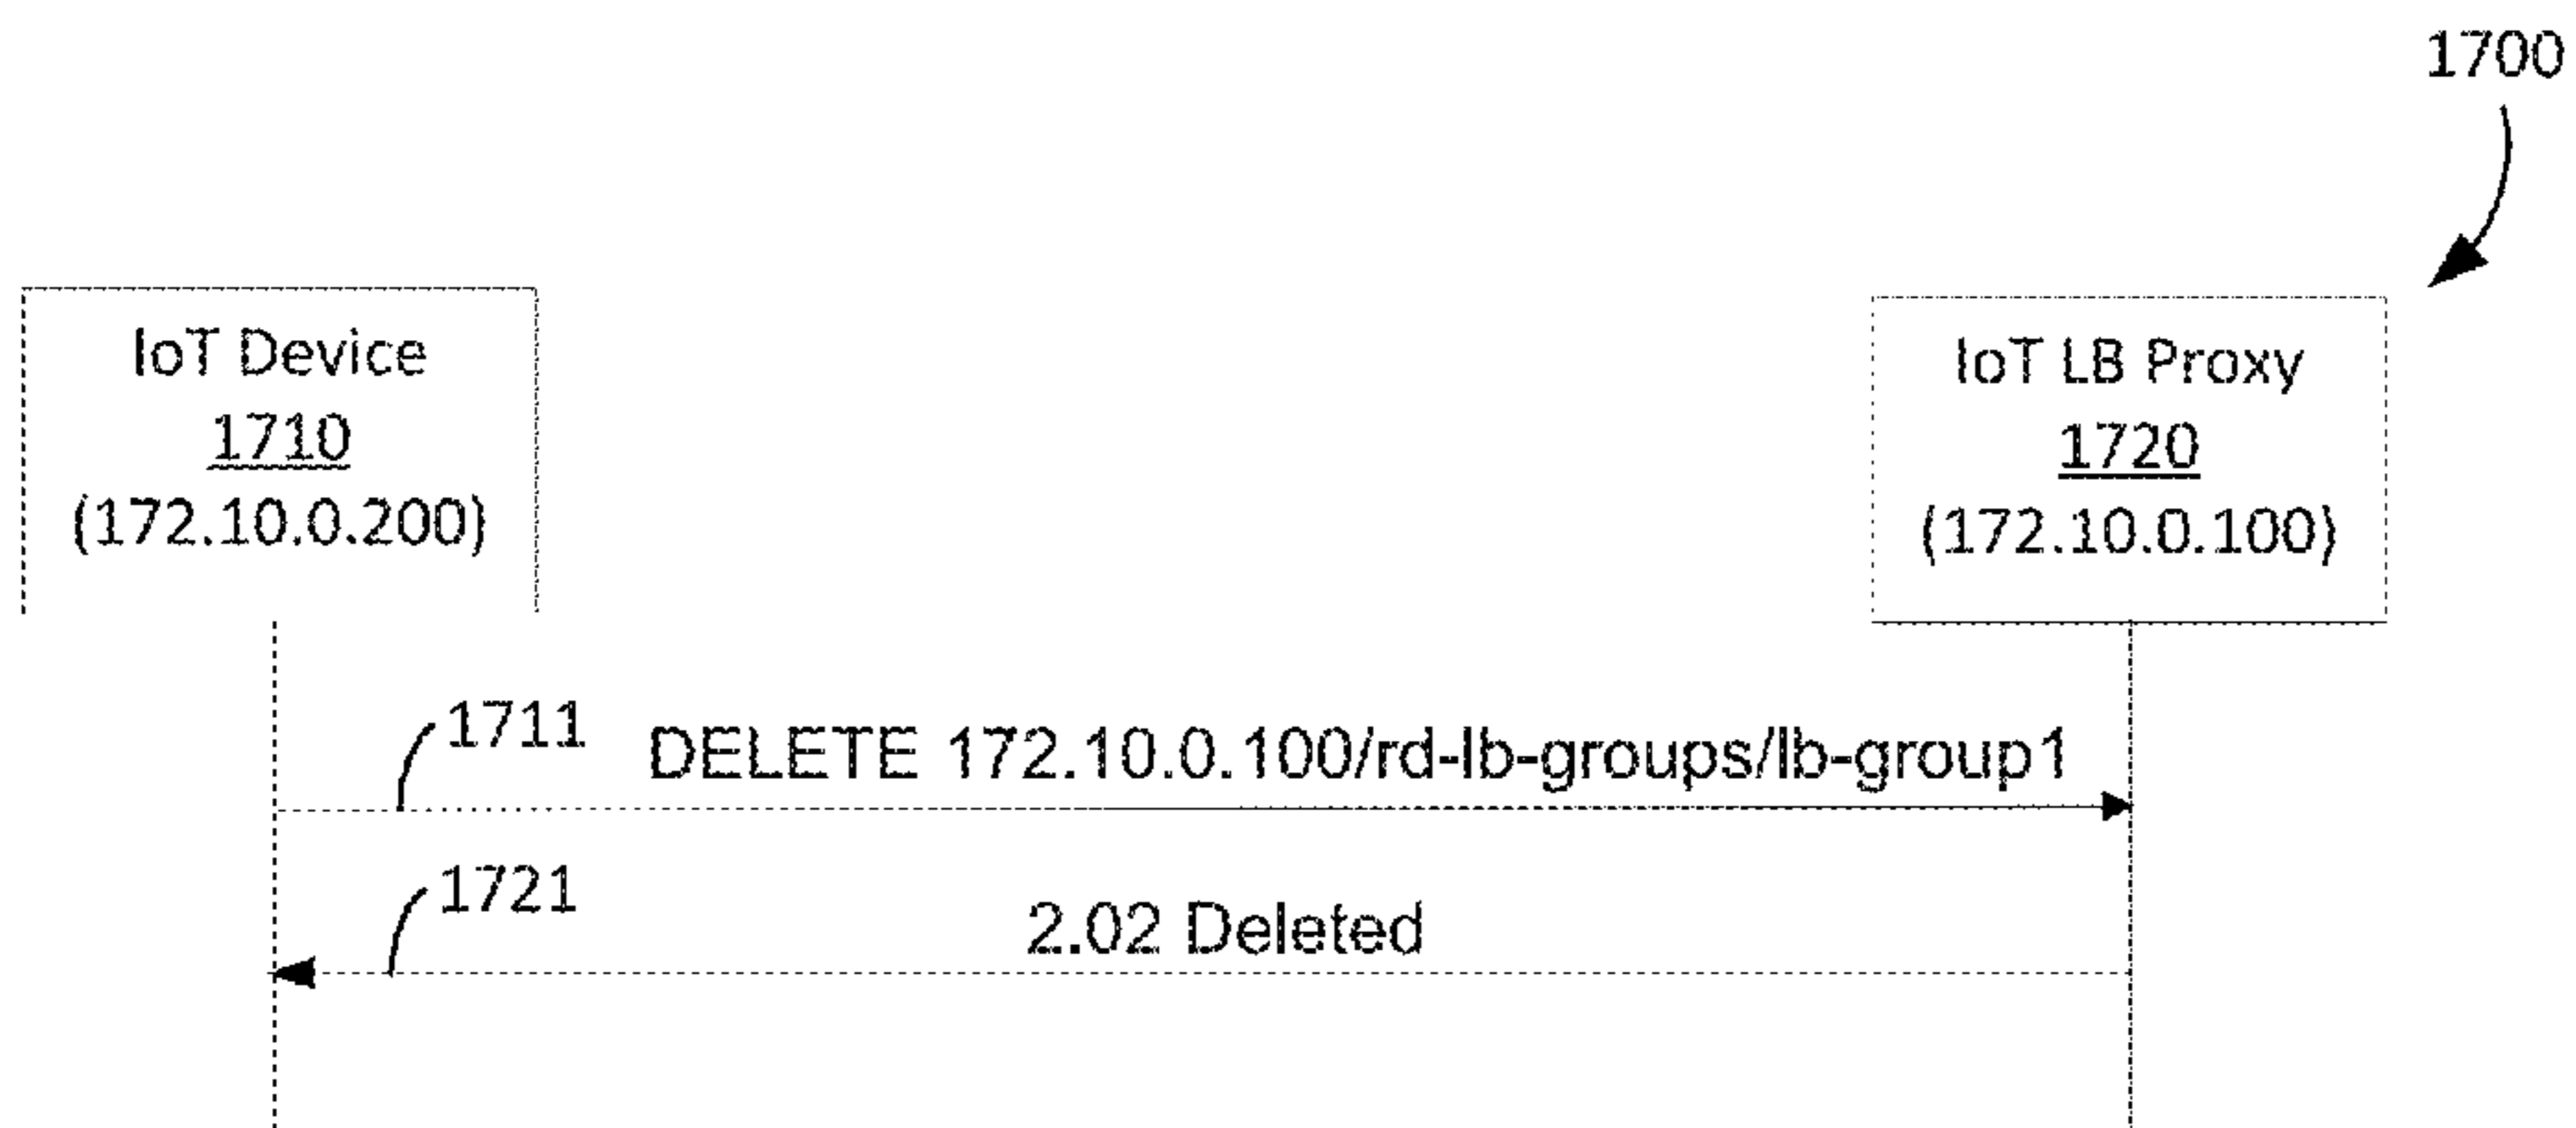 1700
IoT Device
1710
(172.10.0.200)
IoT LB Proxy
1720
(172.10.0.100)
1711
DELETE 172.10.0.100/rd-lb-groups/lb-group1
1721
2.02 Deleted